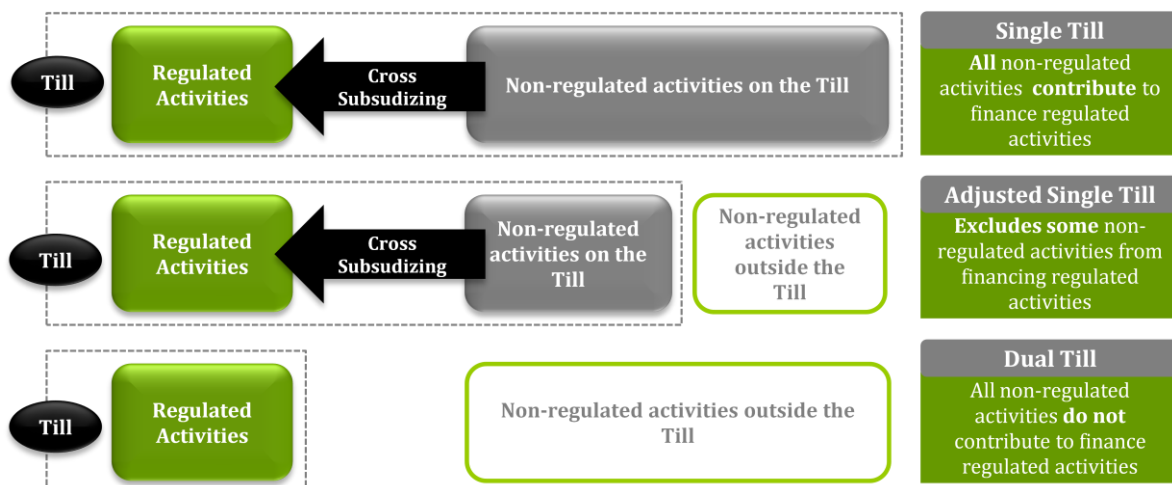 Till
Regulated
Activities
Cross
Subsudizing
Non-regulated activities on the Till
Single Till
All non-regulated
activities contribute to
finance regulated
activities
Till
Regulated
Activities
Cross
Subsudizing
Non-regulated
activities on the
Till
Non-regulated
activities
outside the
Till
Adjusted Single Till
Excludes some non-
regulated activities from
financing regulated
activities
Till
Regulated
Activities
Non-regulated activities outside the
Till
Dual Till
All non-regulated
activities do not
contribute to finance
regulated activities